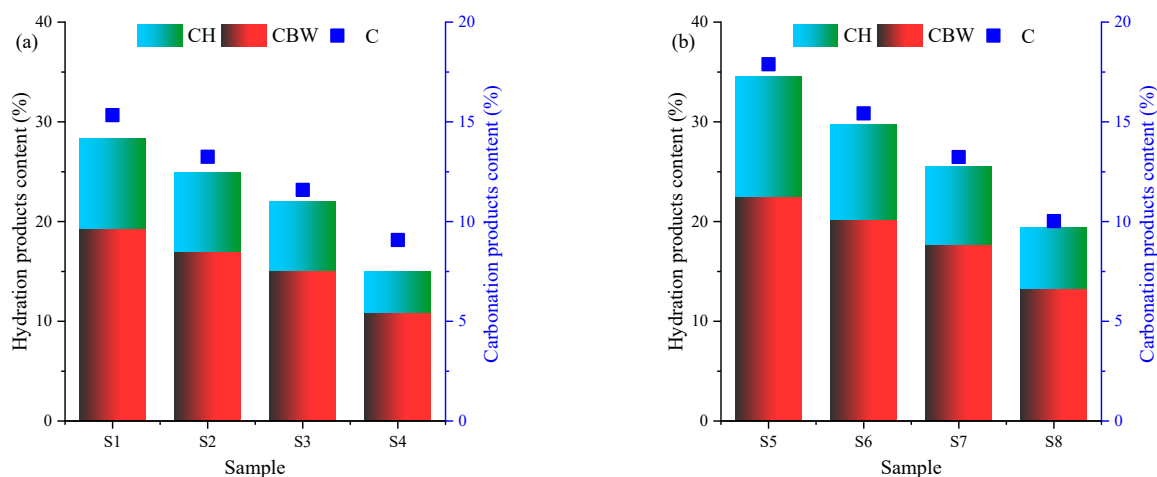 (a)
CH CBW C
Hydration products content (%)
40
30
20
10
0
S1 S2 S3 S4
Sample
20
15
10
5
0
Carbonation products content (%)
(b)
CH CBW C
Hydration products content (%)
40
30
20
10
0
S5 S6 S7 S8
Sample
20
15
10
5
0
Carbonation products content (%)